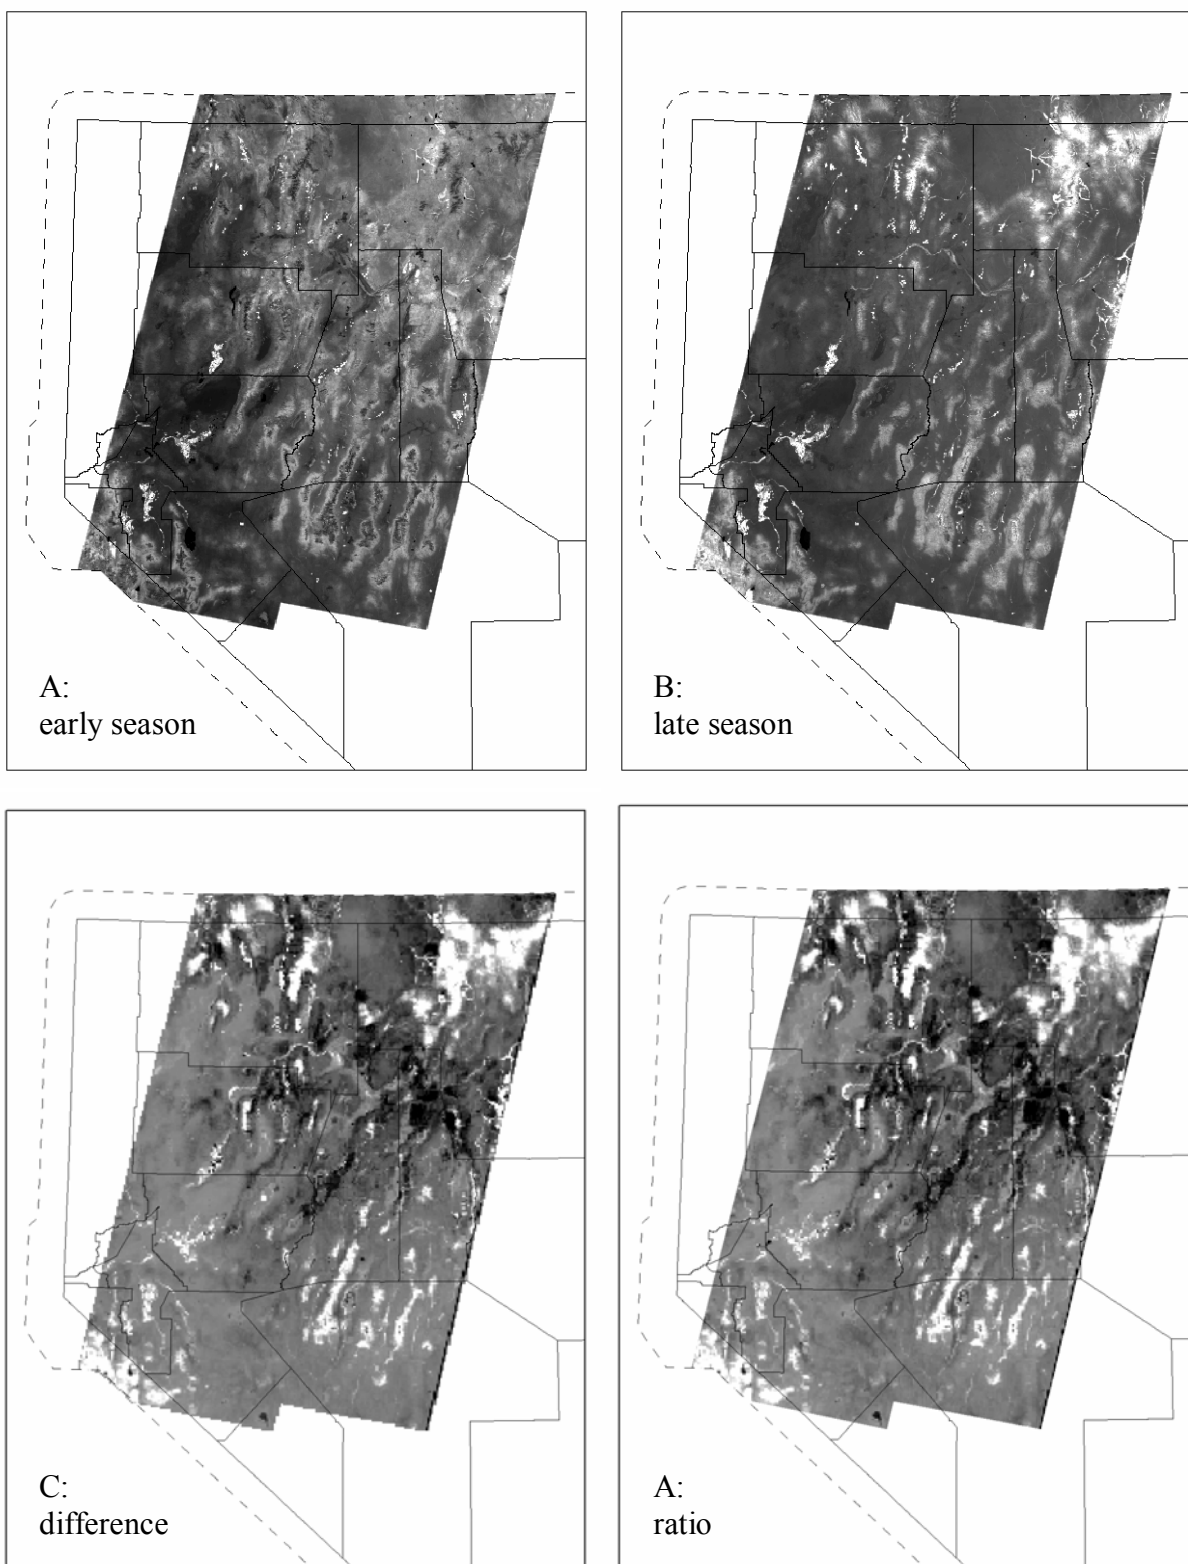 A:
early season
B:
late season
C:
difference
A:
ratio